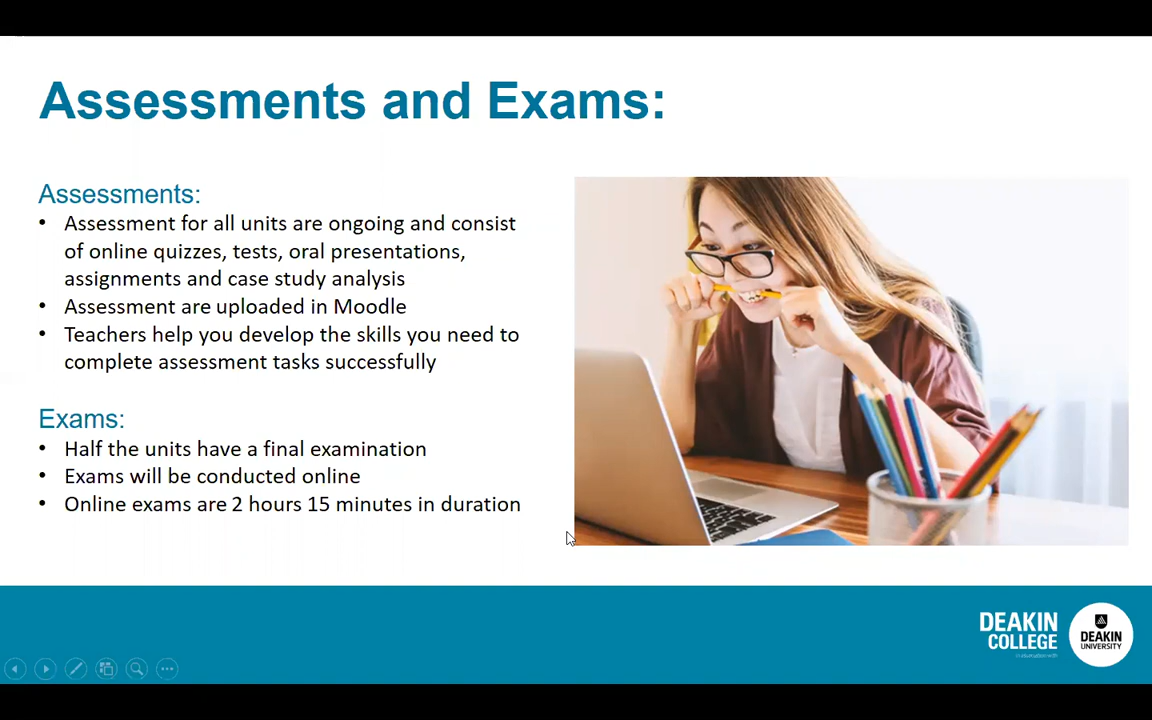 Assessments and Exams:
Assessments:
• Assessment for all units are ongoing and consist
of online quizzes, tests, oral presentations,
assignments and case study analysis
• Assessment are uploaded in Moodle
• Teachers help you develop the skills you need to
complete assessment tasks successfully
Exams:
• Half the units have a final examination
• Exams will be conducted online
• Online exams are 2 hours 15 minutes in duration
DEAKIN
COLLEGE
DEAKIN
UNIVERSITY